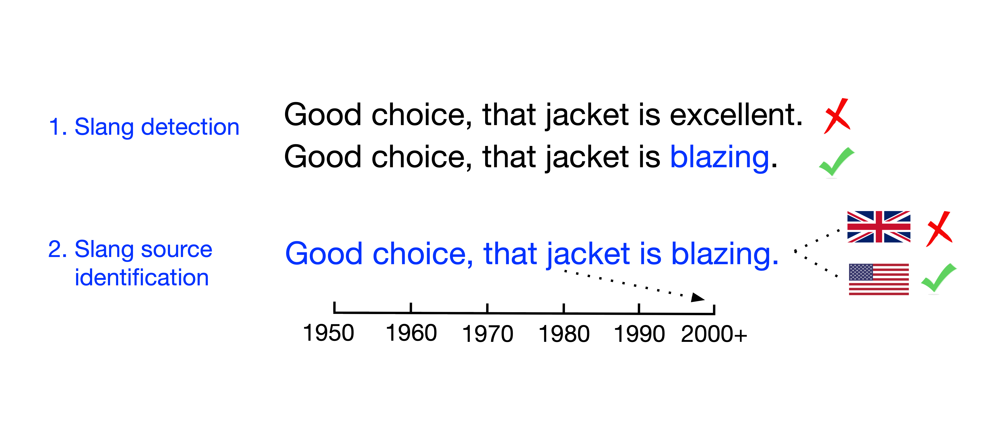 1. Slang detection
Good choice, that jacket is excellent.
Good choice, that jacket is blazing.
2. Slang source
identification
Good choice, that jacket is blazing.
1950 1960 1970 1980 1990 2000+